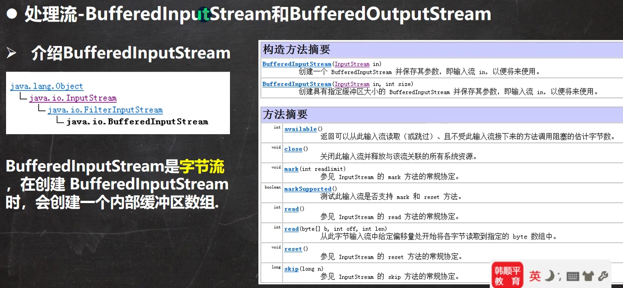 ● 处理流-BufferedInputStream和BufferedOutputStream
➢ 介绍BufferedInputStream
java.lang.Object
java.io.InputStream
java.io.FilterInputStream
java.io.BufferedInputStream
BufferedInputStream是字节流
，在创建 BufferedInputStream
时，会创建一个内部缓冲区数组.
构造方法摘要
BufferedInputStream(InputStream in)
创建一个 BufferedInputStream 并保存其参数，即输入流 in，以便将来使用。
BufferedInputStream(InputStream in, int size)
创建具有指定缓冲区大小的 BufferedInputStream 并保存其参数，即输入流 in，以便将来使用。
方法摘要
int available()
返回可以从此输入流读取（或跳过）、且不受此输入流接下来的方法调用阻塞的估计字节数。
void close()
关闭此输入流并释放与该流关联的所有系统资源。
void mark(int readlimit)
参见 InputStream 的 mark 方法的常规协定。
boolean markSupported()
测试此输入流是否支持 mark 和 reset 方法。
int read()
参见 InputStream 的 read 方法的常规协定。
int read(byte[] b, int off, int len)
从此字节输入流中给定偏移量处开始将各字节读取到指定的 byte 数组中。
void reset()
参见 InputStream 的 reset 方法的常规协定。
long skip(long n)
参见 InputStream 的 skip 方法的常规协定。
韩顺平
教育
英